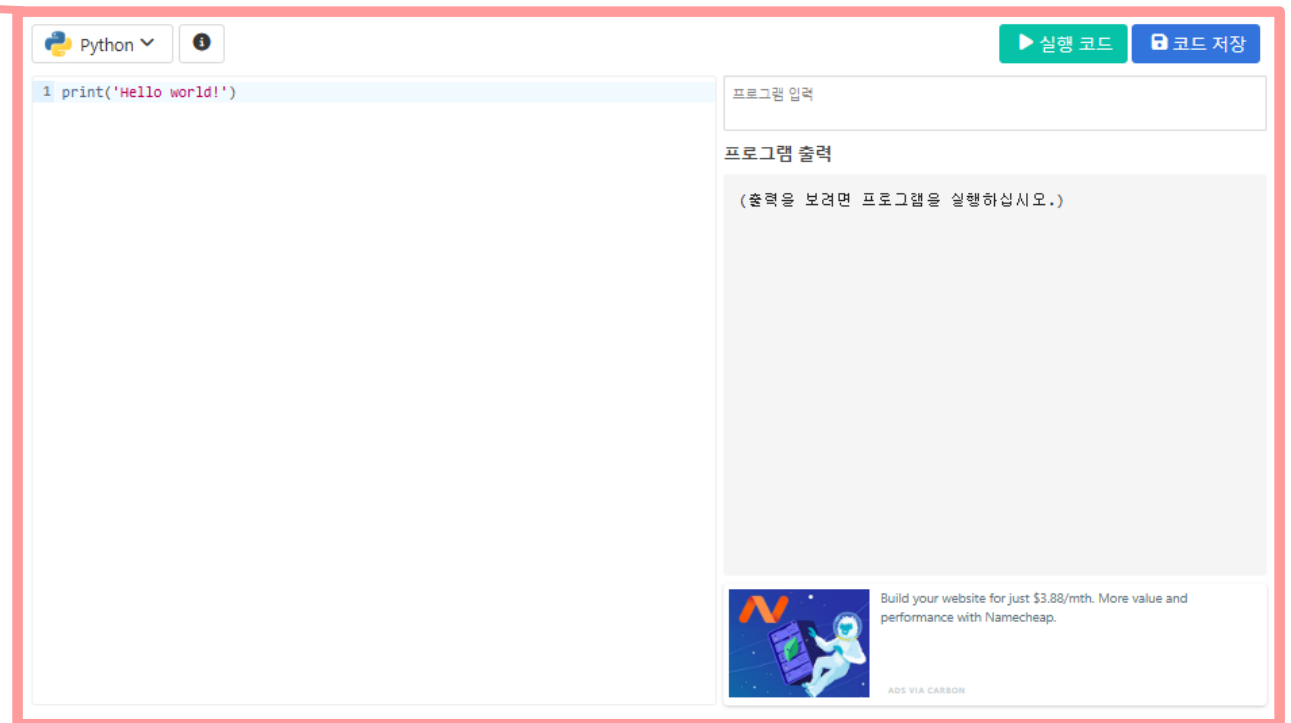 Python
실행 코드
코드 저장
1 print('Hello world!')
프로그램 입력
프로그램 출력
(출력을 보려면 프로그램을 실행하십시오.)
Build your website for just $3.88/mth. More value and
performance with Namecheap.
ADS VIA CARBON